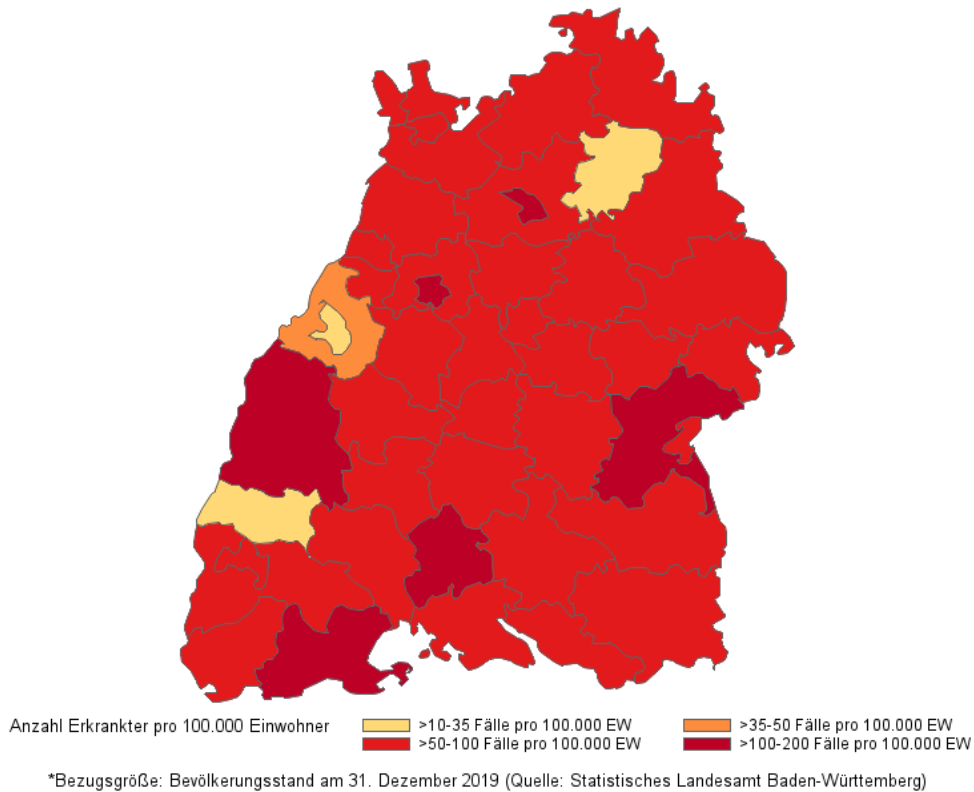 Anzahl Erkrankter pro 100.000 Einwohner
>10-35 Fälle pro 100.000 EW
>35-50 Fälle pro 100.000 EW
>50-100 Fälle pro 100.000 EW
>100-200 Fälle pro 100.000 EW
*Bezugsgröße: Bevölkerungsstand am 31. Dezember 2019 (Quelle: Statistisches Landesamt Baden-Württemberg)